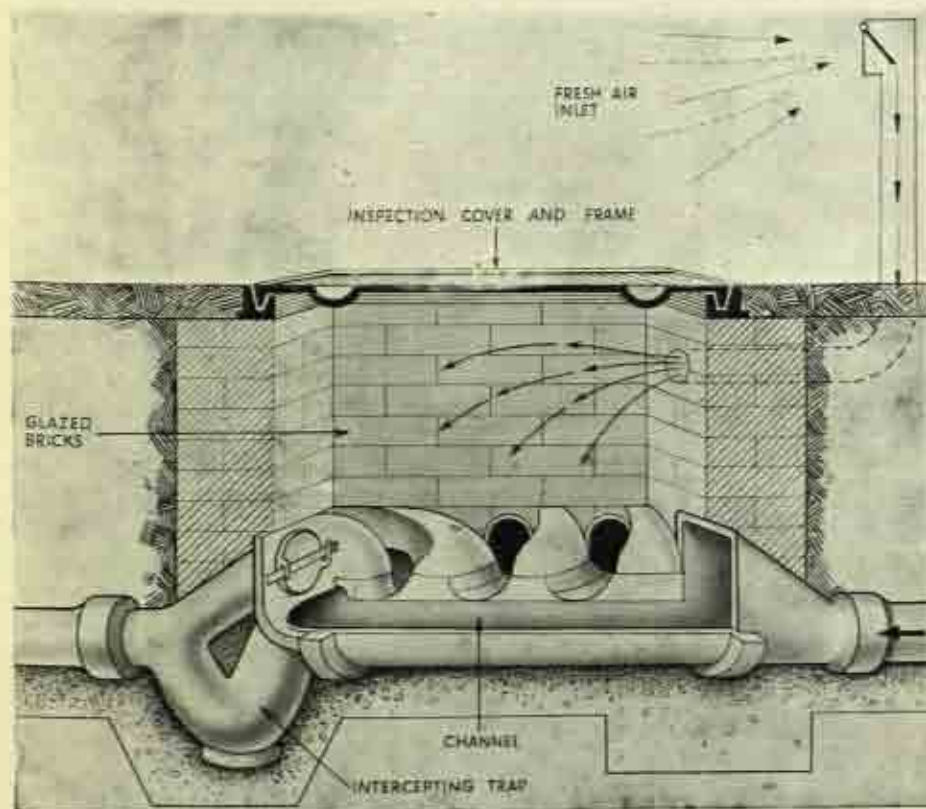 FRESH AIR
INLET
INSPECTION COVER AND FRAME
GLAZED
BRICKS
CHANNEL
INTERCEPTING TRAP